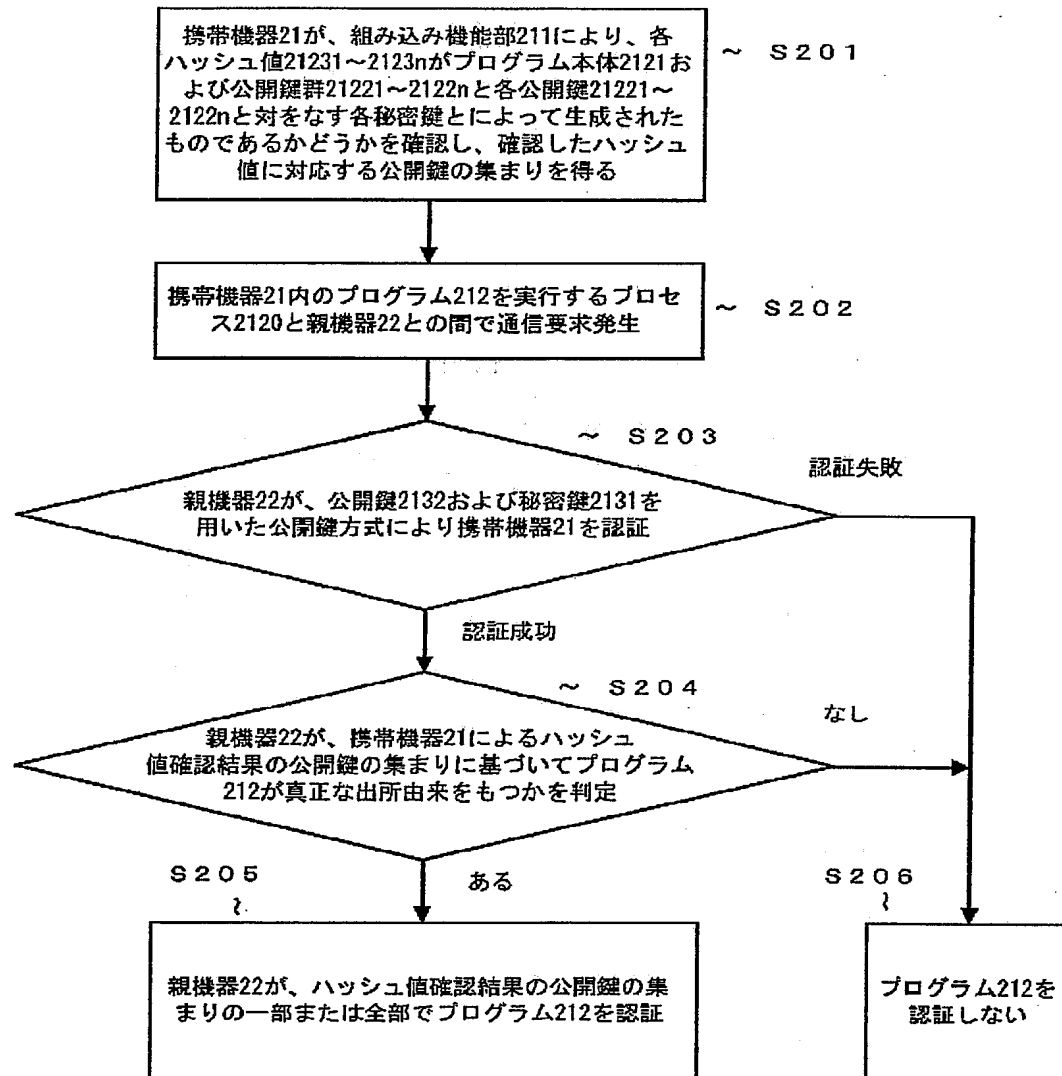 携帯機器21が、組み込み機能部211により、各
ハッシュ値21231～2123nがプログラム本体2121お
よび公開鍵群21221～2122nと各公開鍵21221～
2122nと対をなす各秘密鍵とによって生成された
ものであるかどうかを確認し、確認したハッシュ
値に対応する公開鍵の集まりを得る
～ S201
携帯機器21内のプログラム212を実行するプロセ
ス2120と親機器22との間で通信要求発生
～ S202
～ S203
認証失敗
親機器22が、公開鍵2132および秘密鍵2131を
用いた公開鍵方式により携帯機器21を認証
認証成功
～ S204
なし
親機器22が、携帯機器21によるハッシュ
値確認結果の公開鍵の集まりに基づいてプログラム
212が真正な出所由来をもつかを判定
S205
～
ある
S206
～
親機器22が、ハッシュ値確認結果の公開鍵の集
まりの一部または全部でプログラム212を認証
プログラム212を
認証しない